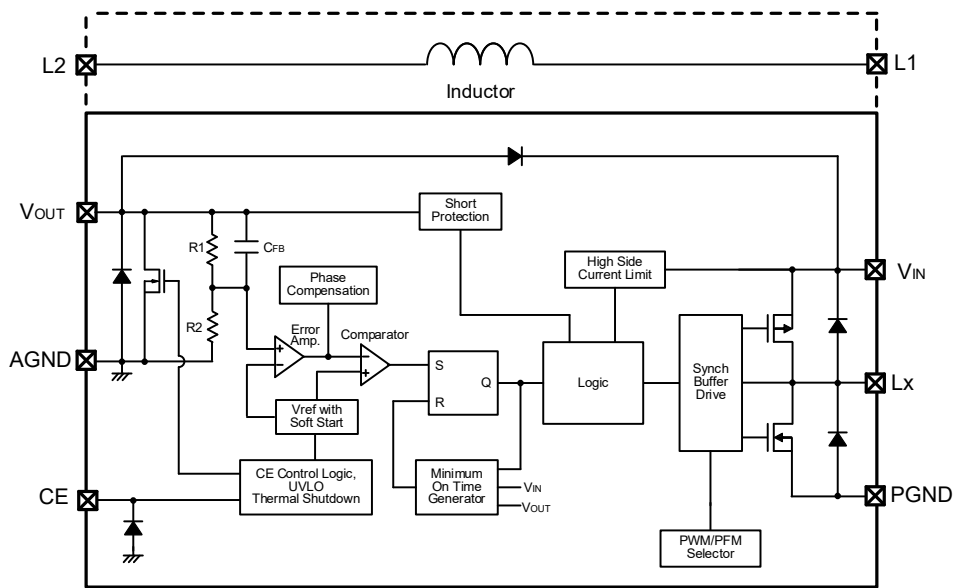 L2
L1
Inductor
VOUT
Short
Protection
R1
CFB
High Side
Current Limit
VIN
Phase
Compensation
R2
Error
Amp.
Comparator
AGND
S
Q
R
Logic
Synch
Buffer
Drive
Lx
Vref with
Soft Start
CE Control Logic,
UVLO
Thermal Shutdown
Minimum
On Time
Generator
VIN
VOUT
CE
PGND
PWM/PFM
Selector